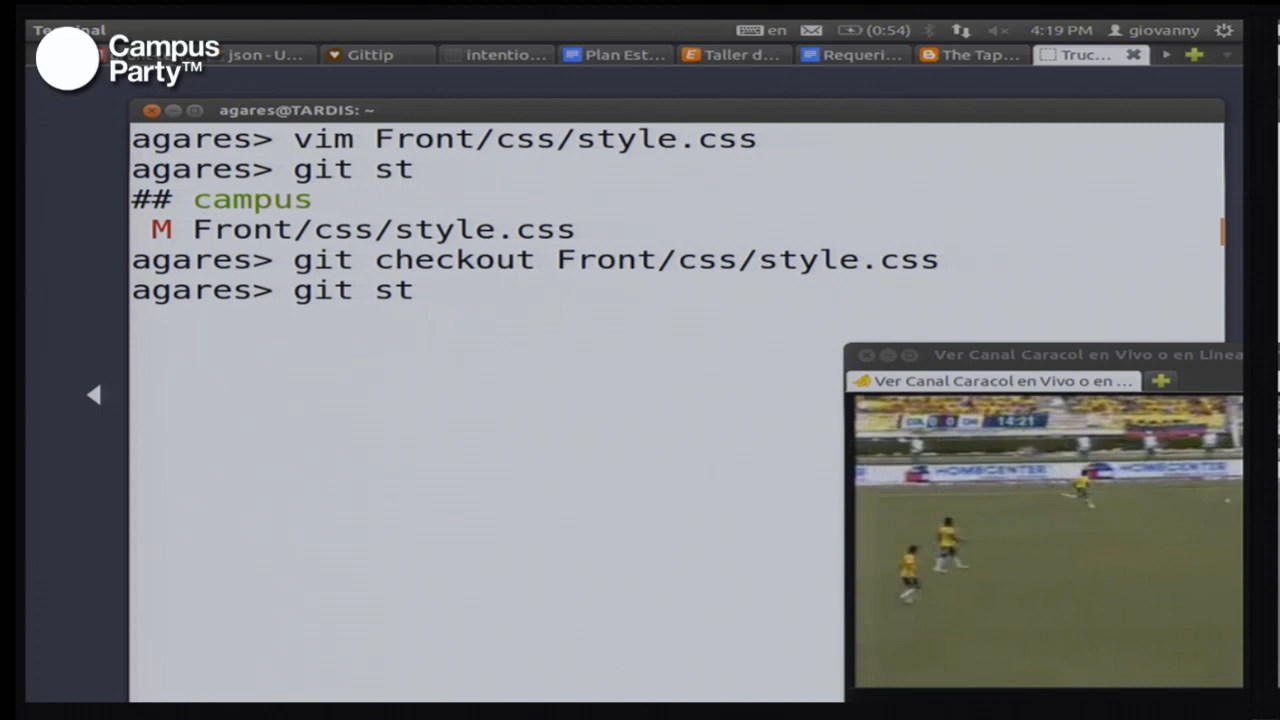 Campus
Party™
en
(0:54)
4:19 PM
giovanny
json - U...
Gittip
intentio...
Plan Est...
Taller d...
Requeri...
The Tap...
Truc...
agares@TARDIS: ~
agares> vim Front/css/style.css
agares> git st
## campus
M Front/css/style.css
agares> git checkout Front/css/style.css
agares> git st
Ver Canal Caracol en Vivo o en Linea
Ver Canal Caracol en Vivo o en ...
0 0
14:21
HOMECENTER
HOMECENTER